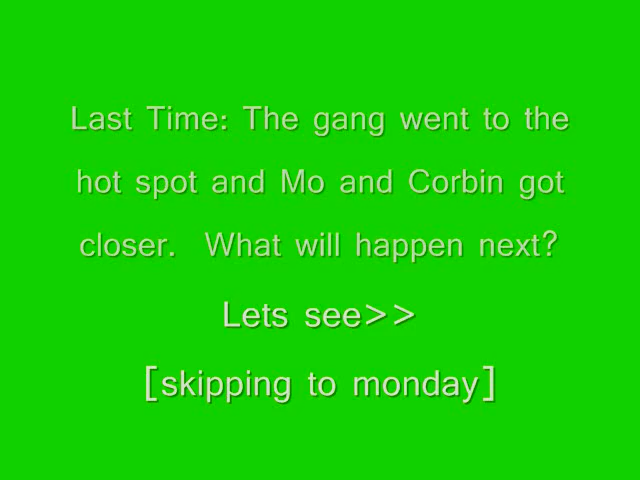 Last Time: The gang went to the
hot spot and Mo and Corbin got
closer.  What will happen next?
Lets see>>
[skipping to monday]